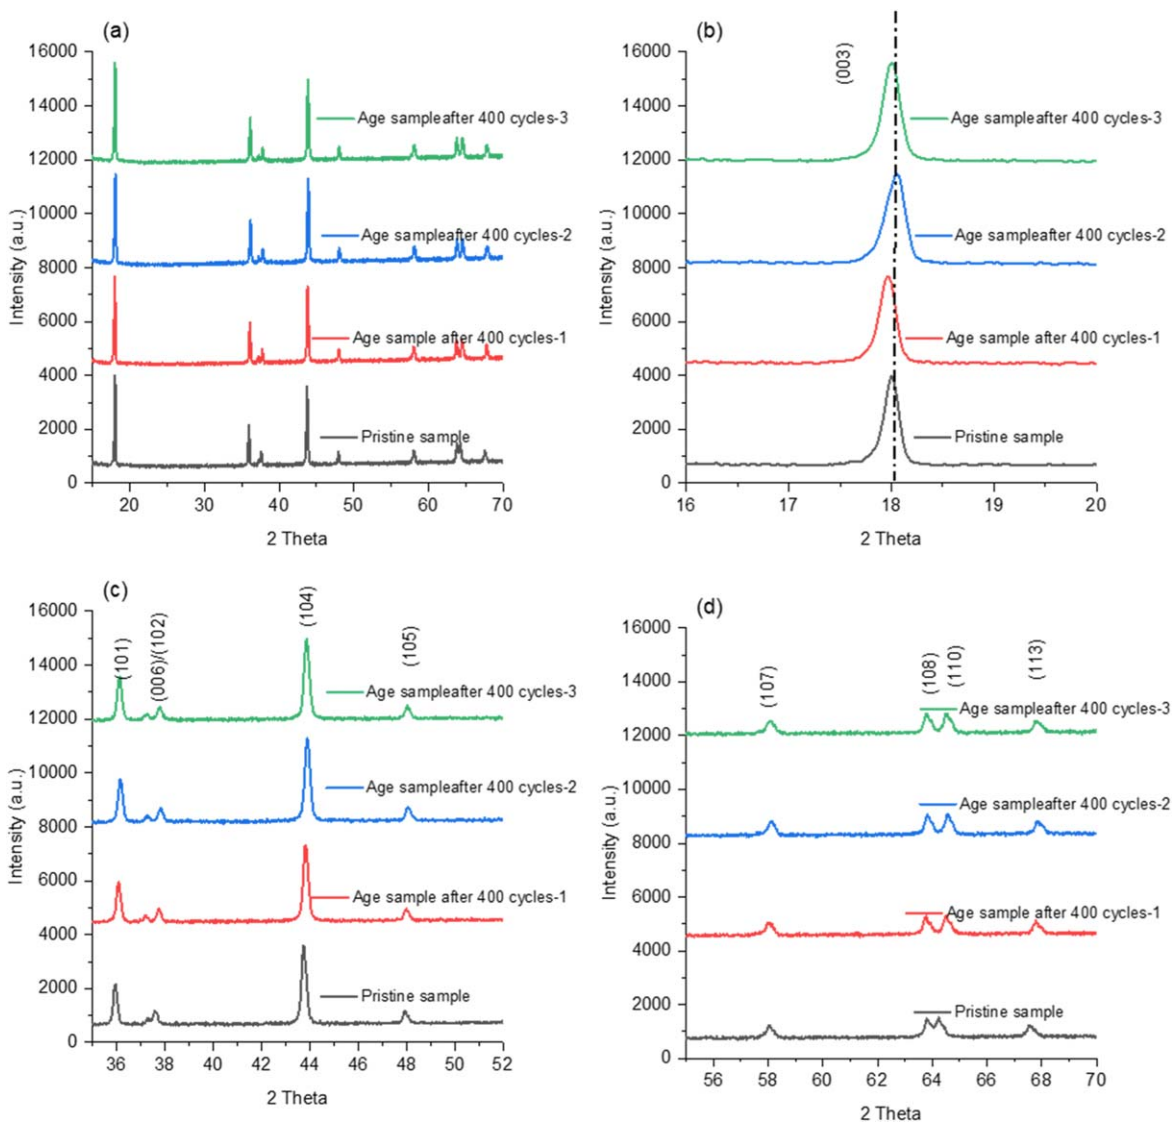 (a)
16000
14000
12000
10000
8000
6000
4000
2000
0
Intensity (a.u.)
Age sampleafter 400 cycles-3
Age sampleafter 400 cycles-2
Age sample after 400 cycles-1
Pristine sample
20 30 40 50 60 70
2 Theta
(b)
16000
14000
12000
10000
8000
6000
4000
2000
0
Intensity (a.u.)
(003)
Age sampleafter 400 cycles-3
Age sampleafter 400 cycles-2
Age sample after 400 cycles-1
Pristine sample
16 17 18 19 20
2 Theta
(c)
16000
14000
12000
10000
8000
6000
4000
2000
0
Intensity (a.u.)
(101)
(006)/(102)
(104)
(105)
Age sampleafter 400 cycles-3
Age sampleafter 400 cycles-2
Age sample after 400 cycles-1
Pristine sample
36 38 40 42 44 46 48 50 52
2 Theta
(d)
16000
14000
12000
10000
8000
6000
4000
2000
0
Intensity (a.u.)
(107)
(108)
(110)
(113)
Age sampleafter 400 cycles-3
Age sampleafter 400 cycles-2
Age sample after 400 cycles-1
Pristine sample
56 58 60 62 64 66 68 70
2 Theta